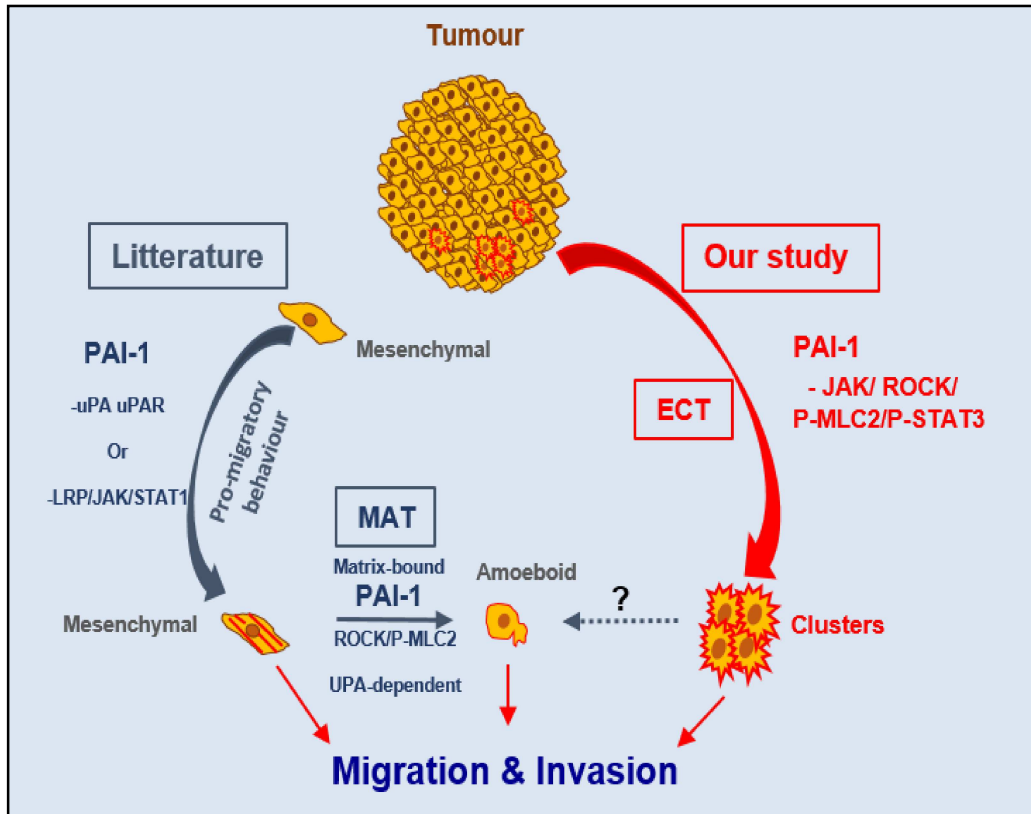 Tumour
Litterature
Our study
Mesenchymal
PAI-1
-uPA uPAR
Or
-LRP/JAK/STAT1
Pro-migratory
behaviour
PAI-1
- JAK/ ROCK/
P-MLC2/P-STAT3
ECT
MAT
Matrix-bound
PAI-1
ROCK/P-MLC2
UPA-dependent
Mesenchymal
Amoeboid
?
Clusters
Migration & Invasion